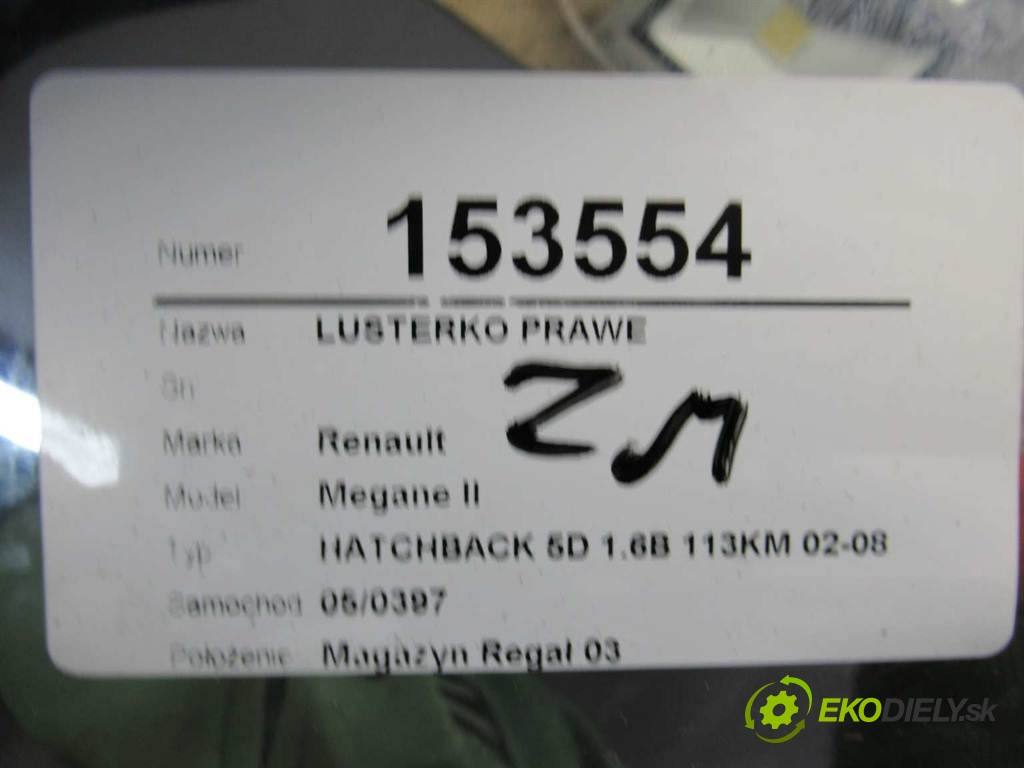 Numer 153554
Nazwa LUSTERKO PRAWE
Sn
ZM
Marka Renault
Model Megane II
Typ HATCHBACK 5D 1.6B 113KM 02-08
Samochod 05/0397
Położenie Magazyn Regał 03
EKODIELY.sk